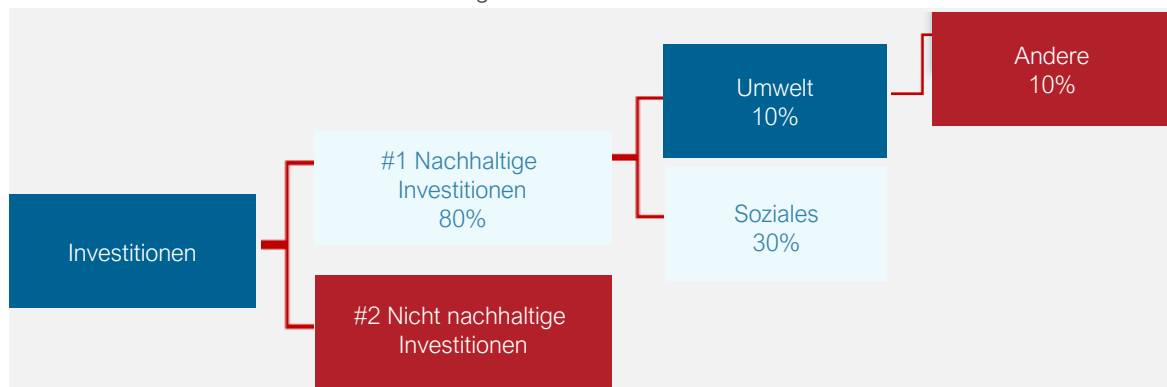 Umwelt
10%
Andere
10%
#1 Nachhaltige
Investitionen
80%
Soziales
30%
Investitionen
#2 Nicht nachhaltige
Investitionen